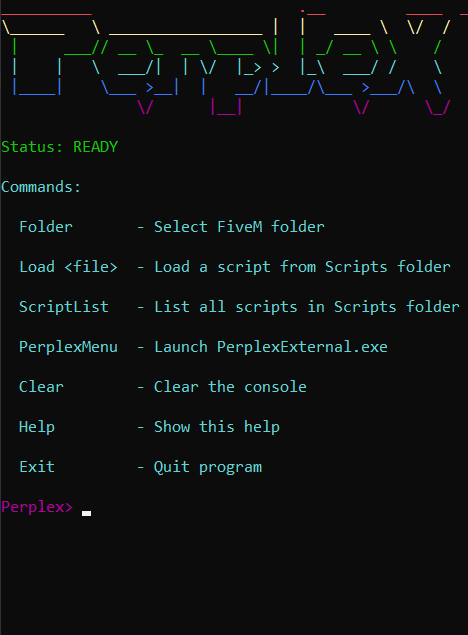 Perplex
Status: READY
Commands:
Folder - Select FiveM folder
Load <file> - Load a script from Scripts folder
ScriptList - List all scripts in Scripts folder
PerplexMenu - Launch PerplexExternal.exe
Clear - Clear the console
Help - Show this help
Exit - Quit program
Perplex>